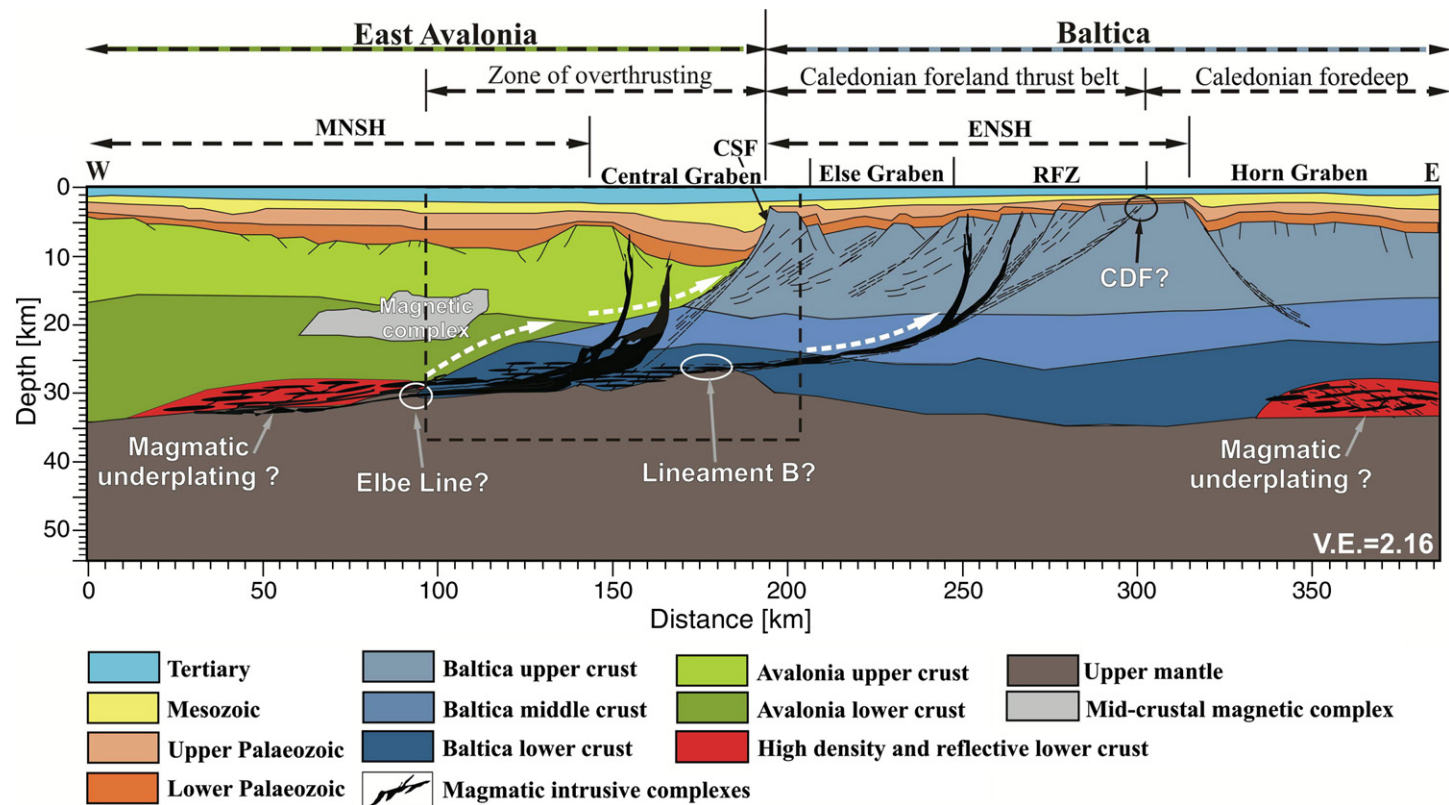 East Avalonia
Baltica
Zone of overthrusting
Caledonian foreland thrust belt
Caledonian foredeep
MNSH
CSF
ENSH
W
Central Graben
Else Graben
RFZ
Horn Graben
E
0
10
20
30
40
50
Depth [km]
Magnetic
complex
CDF?
Magmatic
underplating ?
Elbe Line?
Lineament B?
Magmatic
underplating ?
V.E.=2.16
0
50
100
150
200
250
300
350
Distance [km]
Tertiary
Mesozoic
Upper Palaeozoic
Lower Palaeozoic
Baltica upper crust
Baltica middle crust
Baltica lower crust
Magmatic intrusive complexes
Avalonia upper crust
Avalonia lower crust
High density and reflective lower crust
Upper mantle
Mid-crustal magnetic complex